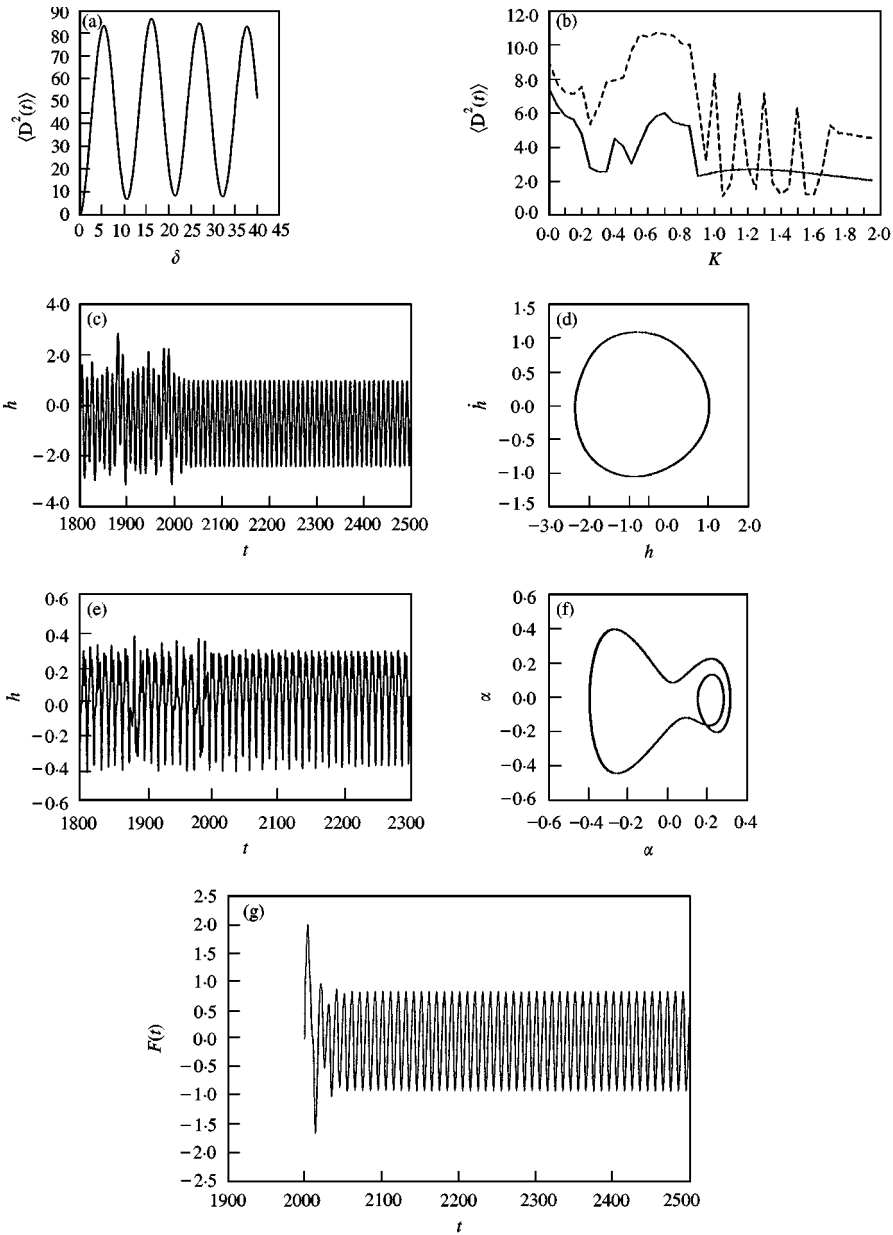 (a)
90
80
70
60
50
40
30
20
10
0
⟨D²(t)⟩
0 5 10 15 20 25 30 35 40 45
δ
(b)
12·0
10·0
8·0
6·0
4·0
2·0
0·0
⟨D²(t)⟩
0·0 0·2 0·4 0·6 0·8 1·0 1·2 1·4 1·6 1·8 2·0
K
(c)
4·0
2·0
0·0
−2·0
−4·0
h
1800 1900 2000 2100 2200 2300 2400 2500
t
(d)
1·5
1·0
0·5
0·0
−0·5
−1·0
−1·5
ḣ
−3·0 −2·0 −1·0 0·0 1·0 2·0
h
(e)
0·6
0·4
0·2
0·0
−0·2
−0·4
−0·6
h
1800 1900 2000 2100 2200 2300
t
(f)
0·6
0·4
0·2
0·0
−0·2
−0·4
−0·6
α
−0·6 −0·4 −0·2 0·0 0·2 0·4
α
(g)
2·5
2·0
1·5
1·0
0·5
0·0
−0·5
−1·0
−1·5
−2·0
−2·5
F(t)
1900 2000 2100 2200 2300 2400 2500
t